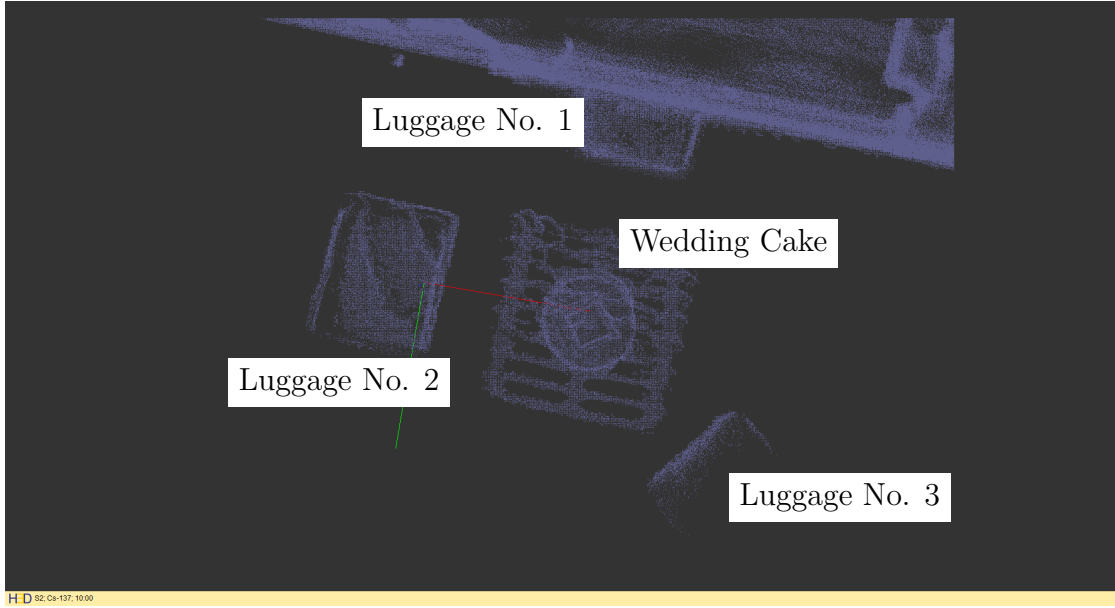 Luggage No. 1
Wedding Cake
Luggage No. 2
Luggage No. 3
H D S2; Cs-137; 10:00